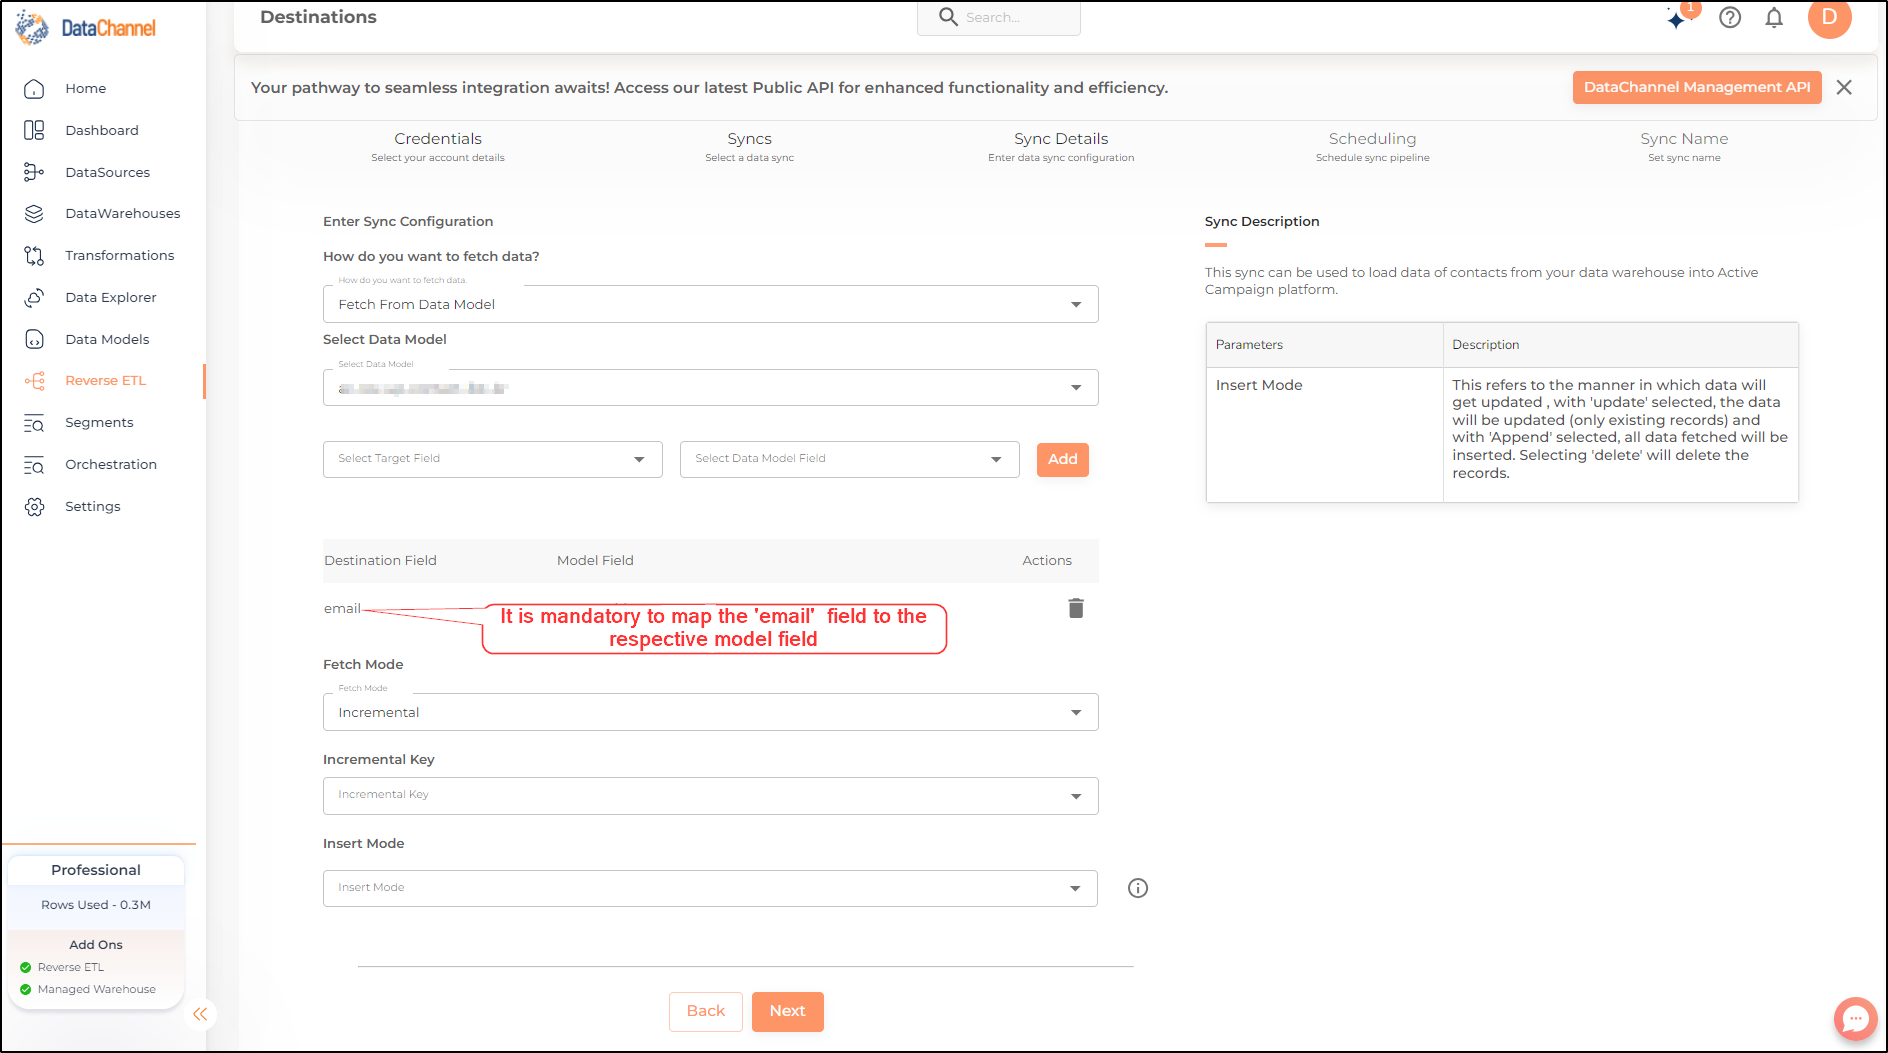 DataChannel
Destinations
Search...
1
D
Home
Dashboard
DataSources
DataWarehouses
Transformations
Data Explorer
Data Models
Reverse ETL
Segments
Orchestration
Settings
Professional
Rows Used - 0.3M
Add Ons
Reverse ETL
Managed Warehouse
Your pathway to seamless integration awaits! Access our latest Public API for enhanced functionality and efficiency.
DataChannel Management API
Credentials
Select your account details
Syncs
Select a data sync
Sync Details
Enter data sync configuration
Scheduling
Schedule sync pipeline
Sync Name
Set sync name
Enter Sync Configuration
How do you want to fetch data?
How do you want to fetch data.
Fetch From Data Model
Select Data Model
Select Data Model
Select Target Field
Select Data Model Field
Add
Destination Field
Model Field
Actions
email
It is mandatory to map the 'email' field to the
respective model field
Fetch Mode
Fetch Mode
Incremental
Incremental Key
Incremental Key
Insert Mode
Insert Mode
Back
Next
Sync Description
This sync can be used to load data of contacts from your data warehouse into Active
Campaign platform.
Parameters
Description
Insert Mode
This refers to the manner in which data will
get updated , with 'update' selected, the data
will be updated (only existing records) and
with 'Append' selected, all data fetched will be
inserted. Selecting 'delete' will delete the
records.